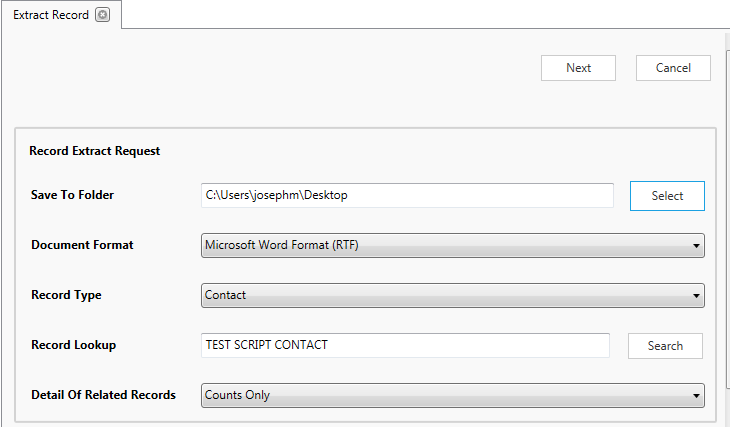 Extract Record
Next Cancel
Record Extract Request
Save To Folder C:\Users\josephm\Desktop Select
Document Format Microsoft Word Format (RTF)
Record Type Contact
Record Lookup TEST SCRIPT CONTACT Search
Detail Of Related Records Counts Only